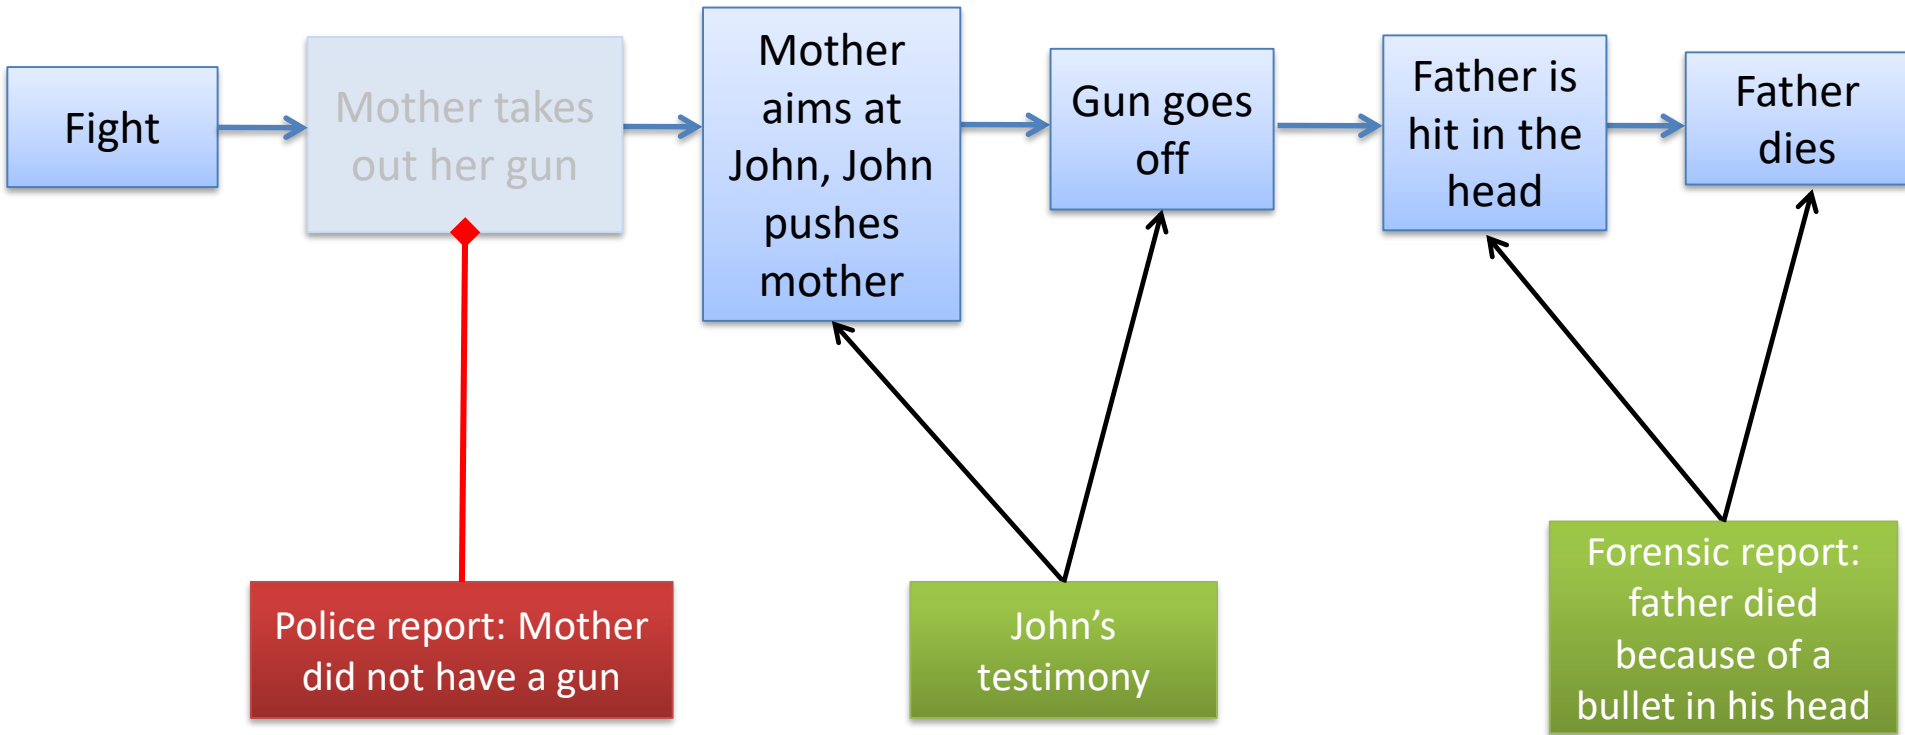 Fight
Mother takes
out her gun
Mother
aims at
John, John
pushes
mother
Gun goes
off
Father is
hit in the
head
Father
dies
Police report: Mother
did not have a gun
John’s
testimony
Forensic report:
father died
because of a
bullet in his head